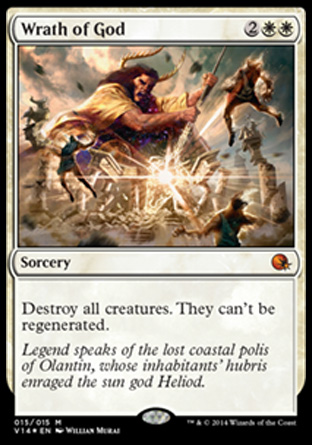 Wrath of God 2
Sorcery
Destroy all creatures. They can't be
regenerated.
Legend speaks of the lost coastal polis
of Olantin, whose inhabitants' hubris
enraged the sun god Heliod.
015/015 M
V14 ★ EN Willian Murai
™ & © 2014 Wizards of the Coast